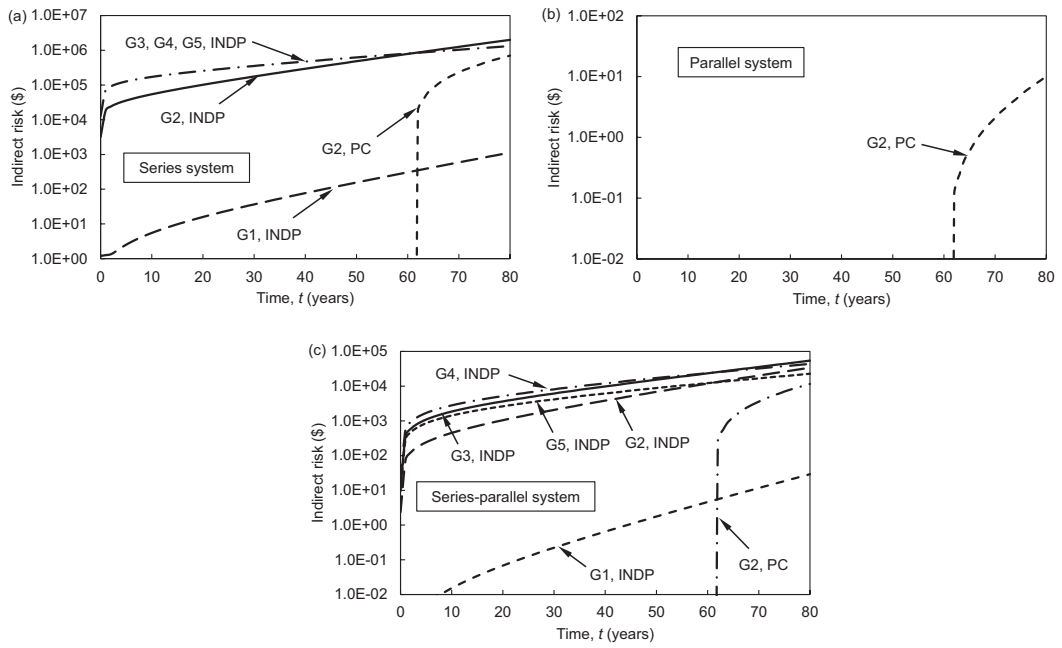 (a)
1.0E+07
1.0E+06
1.0E+05
1.0E+04
1.0E+03
1.0E+02
1.0E+01
1.0E+00
Indirect risk ($)
G3, G4, G5, INDP
G2, INDP
G2, PC
Series system
G1, INDP
0 10 20 30 40 50 60 70 80
Time, t (years)
(b)
1.0E+02
1.0E+01
1.0E+00
1.0E-01
1.0E-02
Indirect risk ($)
Parallel system
G2, PC
0 10 20 30 40 50 60 70 80
Time, t (years)
(c)
1.0E+05
1.0E+04
1.0E+03
1.0E+02
1.0E+01
1.0E+00
1.0E-01
1.0E-02
Indirect risk ($)
G4, INDP
G3, INDP
G5, INDP
G2, INDP
Series-parallel system
G1, INDP
G2, PC
0 10 20 30 40 50 60 70 80
Time, t (years)